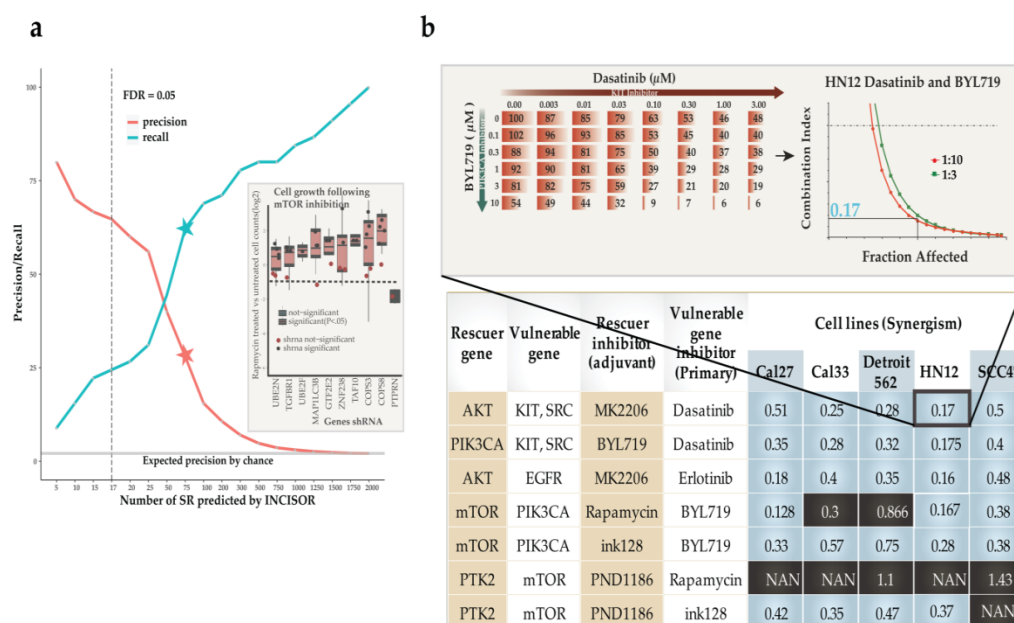 a
100
75
50
25
0
Precision/Recall
FDR = 0.05
precision
recall
Expected precision by chance
5 10 15 17 20 25 50 75 100 200 300 500 750 1000 1250 1500 1750 2000
Number of SR predicted by INCISOR
Cell growth following
mTOR inhibition
Rapmycin treated vs untreated cell counts(log2)
not-significant
significant(P<.05)
shrna not-significant
shrna significant
UBE2N
TGFBR1
UBE2F
MAP1LC3B
GTF2E2
ZNF238
TAF10
COPS3
COPS8
PTPRN
Genes shRNA
b
Dasatinib (μM)
KIT Inhibitor
0.00 0.003 0.01 0.03 0.10 0.30 1.00 3.00
BYL719 (μM)
0 100 87 85 79 63 53 46 48
0.1 102 96 93 85 53 45 40 40
0.3 88 94 81 75 50 40 37 38
1 92 90 81 65 39 29 28 29
3 81 82 75 59 27 21 20 19
10 54 49 44 32 9 7 6 6
HN12 Dasatinib and BYL719
Combination Index
1:10
1:3
0.17
Fraction Affected
Rescuer gene Vulnerable gene Rescuer inhibitor (adjuvant) Vulnerable gene inhibitor (Primary) Cell lines (Synergism)
Cal27 Cal33 Detroit 562 HN12 SCC4
AKT KIT, SRC MK2206 Dasatinib 0.51 0.25 0.28 0.17 0.5
PIK3CA KIT, SRC BYL719 Dasatinib 0.35 0.28 0.32 0.175 0.4
AKT EGFR MK2206 Erlotinib 0.18 0.4 0.35 0.16 0.48
mTOR PIK3CA Rapamycin BYL719 0.128 0.3 0.866 0.167 0.38
mTOR PIK3CA ink128 BYL719 0.33 0.57 0.75 0.28 0.38
PTK2 mTOR PND1186 Rapamycin NAN NAN 1.1 NAN 1.43
PTK2 mTOR PND1186 ink128 0.42 0.35 0.47 0.37 NAN